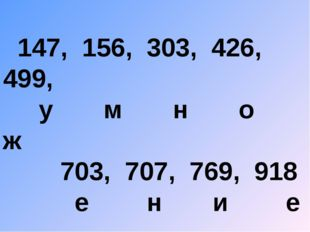 147, 156, 303, 426,
499,
у м н о
ж
703, 707, 769, 918
е н и е